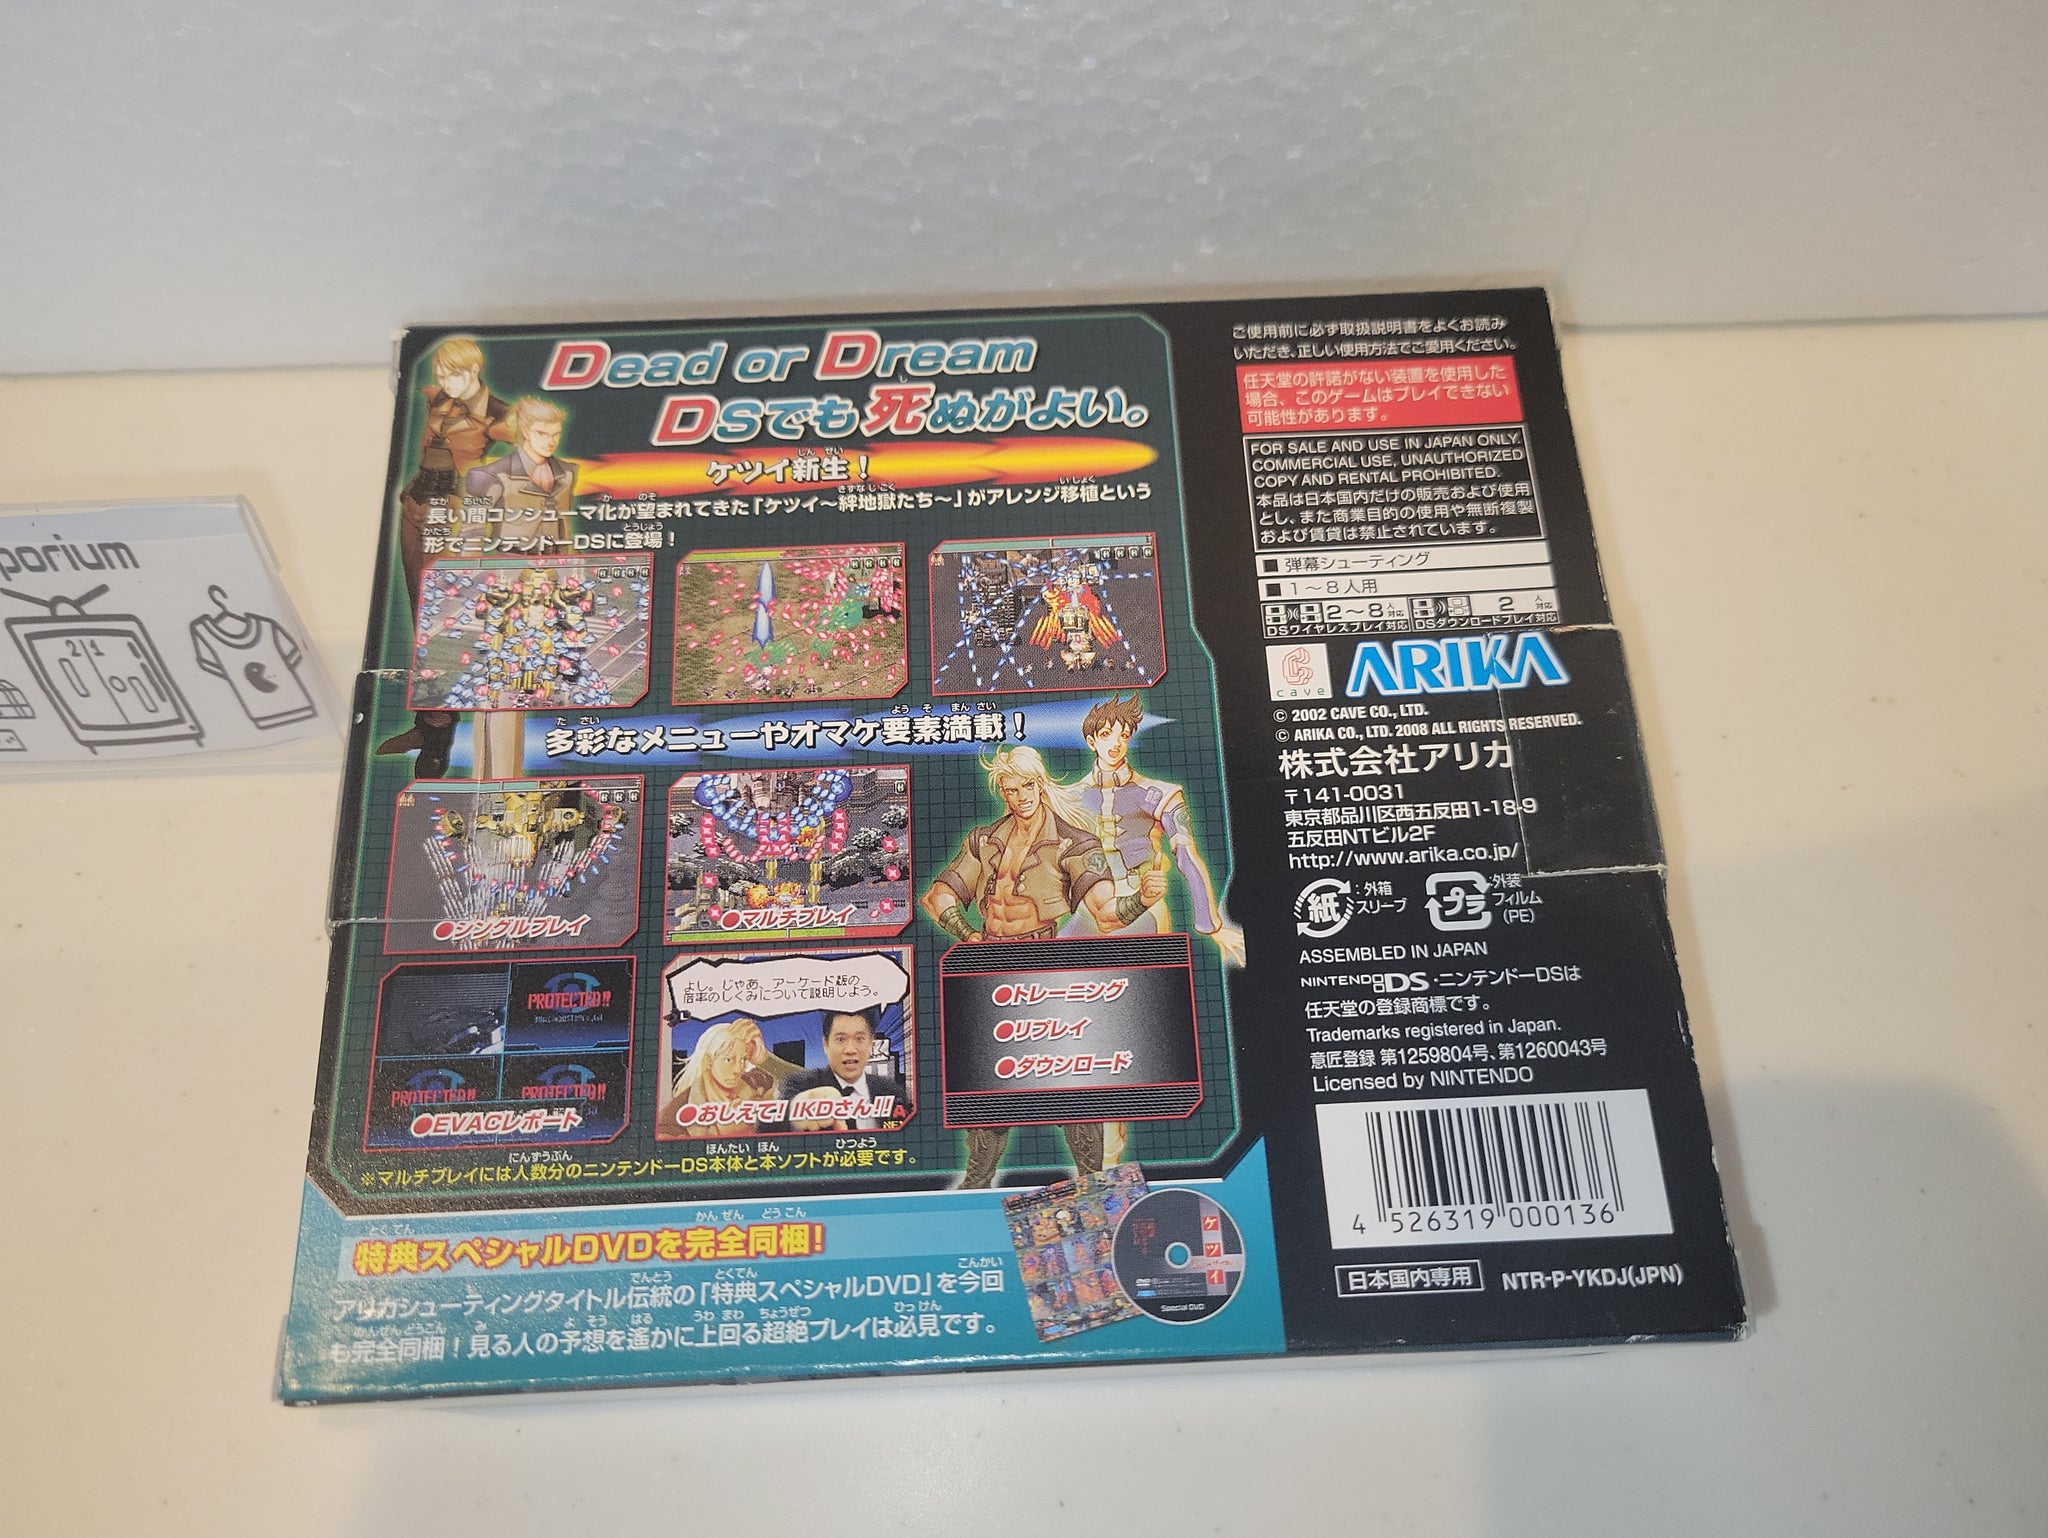 porium
Dead or Dream
DSでも死ぬがよい。
ケツイ新生！
長い間コンシューマ化が望まれてきた「ケツイ～絆地獄たち～」がアレンジ移植という
形でニンテンドーDSに登場！
多彩なメニューやオマケ要素満載！
●シングルプレイ
●マルチプレイ
PROTECTED!!
PROTECTED!!
PROTECTED!!
●EVACレポート
よし。じゃあ、アーケード版の
倍率のしくみについて説明しよう。
●おしえて！IKDさん!!
●トレーニング
●リプレイ
●ダウンロード
※マルチプレイには人数分のニンテンドーDS本体と本ソフトが必要です。
特典スペシャルDVDを完全同梱！
アリカシューティングタイトル伝統の「特典スペシャルDVD」を今回
も完全同梱！見る人の予想を遥かに上回る超絶プレイは必見です。
ケツイ
Special DVD
ご使用前に必ず取扱説明書をよくお読み
いただき、正しい使用方法でご愛用ください。
任天堂の許諾がない装置を使用した
場合、このゲームはプレイできない
可能性があります。
FOR SALE AND USE IN JAPAN ONLY.
COMMERCIAL USE, UNAUTHORIZED
COPY AND RENTAL PROHIBITED.
本品は日本国内だけの販売および使用
とし、また商業目的の使用や無断複製
および賃貸は禁止されています。
■ 弾幕シューティング
■ 1～8人用
2～8人対応 DSワイヤレスプレイ対応
2人対応 DSダウンロードプレイ対応
cave ARIKA
© 2002 CAVE CO., LTD.
© ARIKA CO., LTD. 2008 ALL RIGHTS RESERVED.
株式会社アリカ
〒141-0031
東京都品川区西五反田1-18-9
五反田NTビル2F
http://www.arika.co.jp/
紙 :外箱 スリーブ
プラ :外装 フィルム (PE)
ASSEMBLED IN JAPAN
NINTENDO DS・ニンテンドーDSは
任天堂の登録商標です。
Trademarks registered in Japan.
意匠登録 第1259804号、第1260043号
Licensed by NINTENDO
4 526319 000136
日本国内専用 NTR-P-YKDJ(JPN)